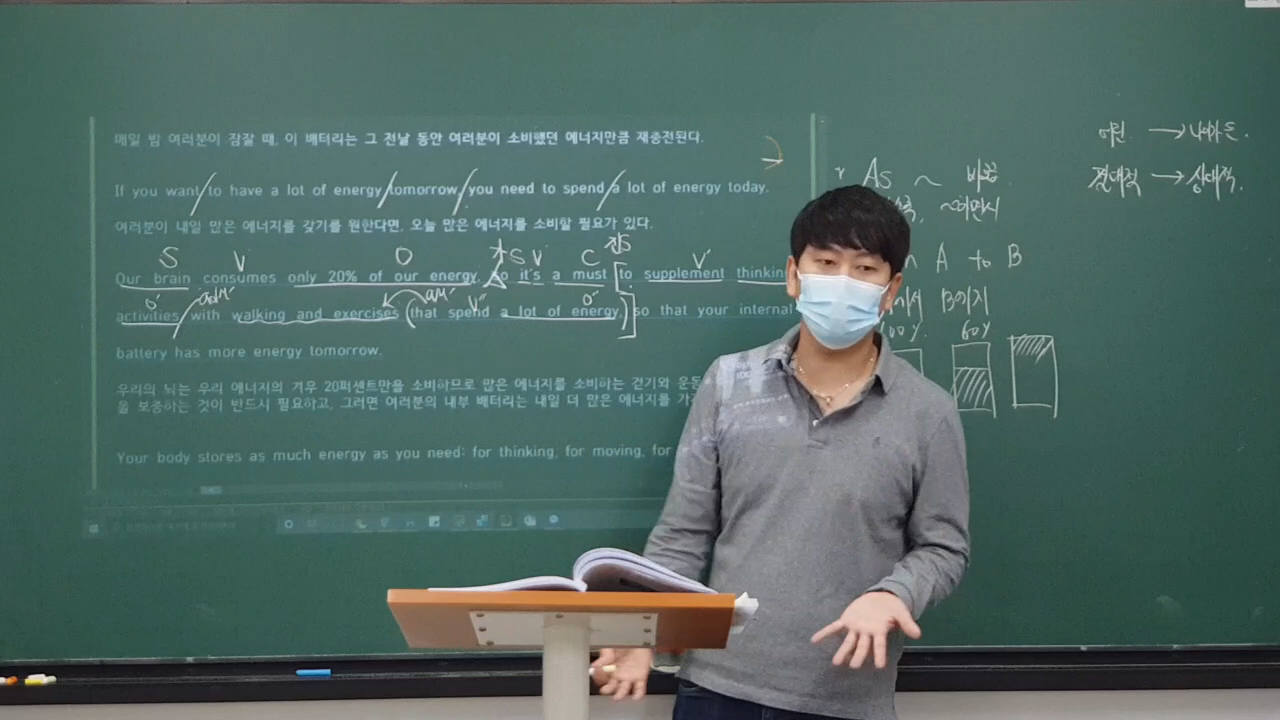 매일 밤 여러분이 잠잘 때, 이 배터리는 그 전날 동안 여러분이 소비했던 에너지만큼 재충전된다.
If you want to have a lot of energy tomorrow, you need to spend a lot of energy today.
여러분이 내일 많은 에너지를 갖기를 원한다면, 오늘 많은 에너지를 소비할 필요가 있다.
S V O S V C V'
Our brain consumes only 20% of our energy, so it's a must to supplement thinkin
O' V" O"
activities with walking and exercises that spend a lot of energy, so that your internal
battery has more energy tomorrow.
우리의 뇌는 우리 에너지의 겨우 20퍼센트만을 소비하므로 많은 에너지를 소비하는 걷기와 운동
을 보충하는 것이 반드시 필요하고, 그러면 여러분의 내부 배터리는 내일 더 많은 에너지를
Your body stores as much energy as you need: for thinking, for moving, for
As ~
~하면서
A to B
B까지
60%
절대적 → 상대적.